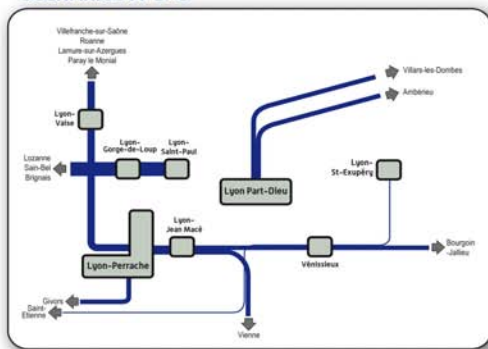 Villefranche-sur-Saône
Roanne
Lamure-sur-Azergues
Paray le Monial
Villars-les-Dombes
Ambérieu
Lyon-
Vaise
Lyon-
Gorge-de-Loup
Lyon-
Saint-Paul
Lozanne
Sain-Bel
Brignais
Lyon Part-Dieu
Lyon-
St-Exupéry
Lyon-
Jean Macé
Lyon-Perrache
Vénissieux
Bourgoin
-Jallieu
Givors
Saint-
Etienne
Vienne